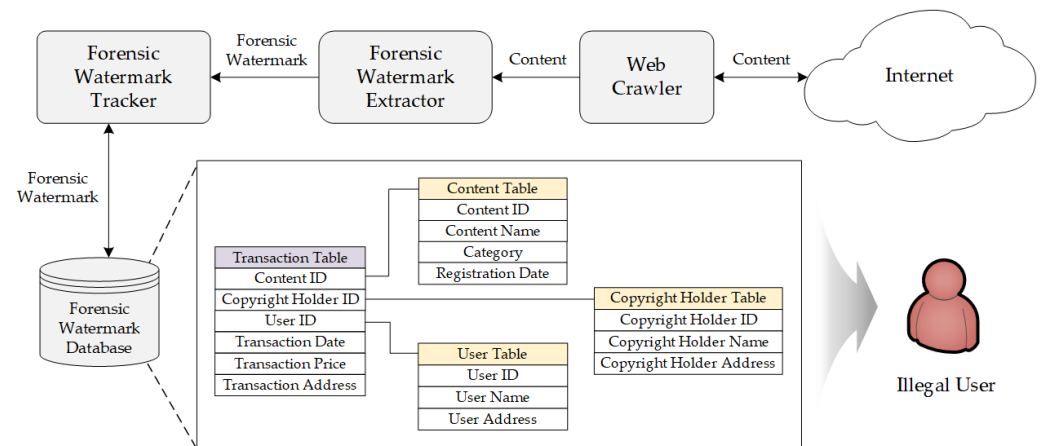 Forensic
Watermark
Tracker
Forensic
Watermark
Forensic
Watermark
Extractor
Content
Web
Crawler
Content
Internet
Forensic
Watermark
Forensic
Watermark
Database
Transaction Table
Content ID
Copyright Holder ID
User ID
Transaction Date
Transaction Price
Transaction Address
Content Table
Content ID
Content Name
Category
Registration Date
User Table
User ID
User Name
User Address
Copyright Holder Table
Copyright Holder ID
Copyright Holder Name
Copyright Holder Address
Illegal User